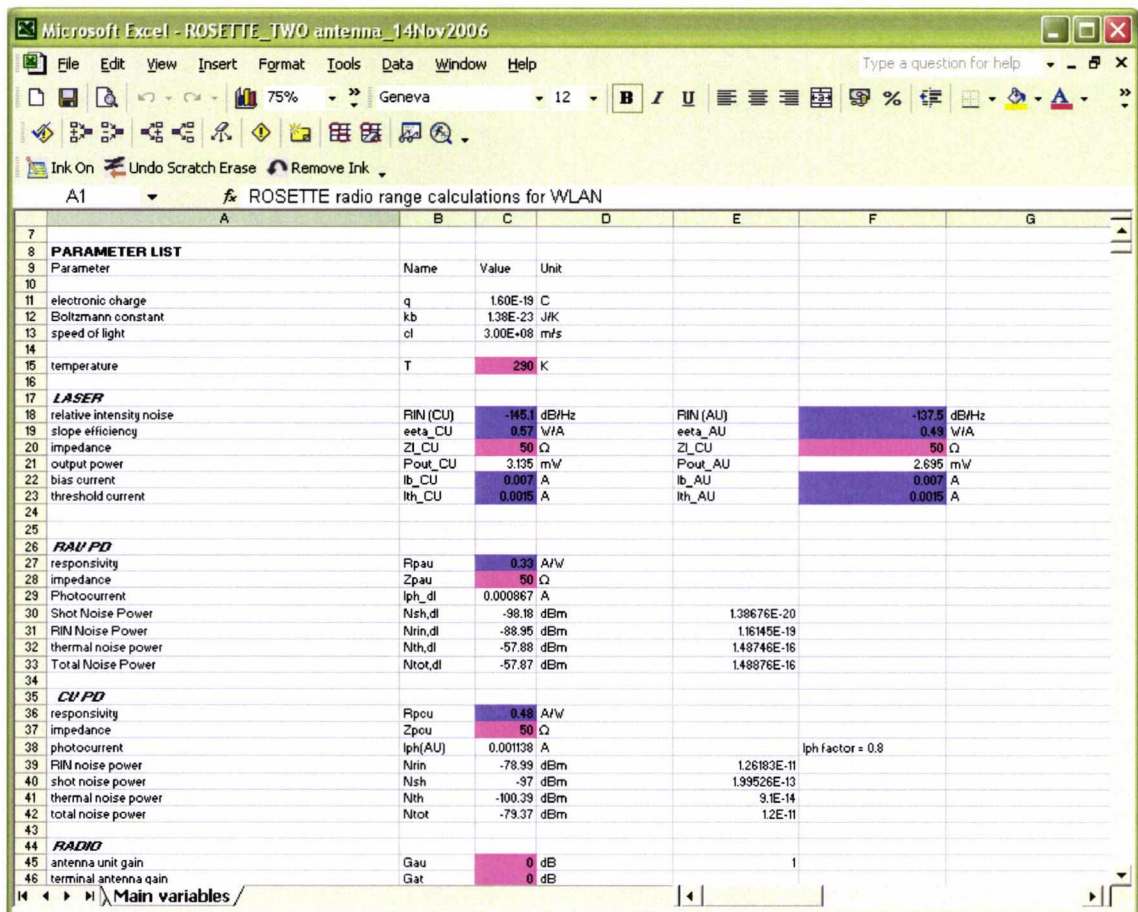 Microsoft Excel - ROSETTE_TWO antenna_14Nov2006
File Edit View Insert Format Tools Data Window Help Type a question for help
75% Geneva 12 B I U %
Ink On Undo Scratch Erase Remove Ink
A1 fx ROSETTE radio range calculations for WLAN
A B C D E F G
7
8 PARAMETER LIST
9 Parameter Name Value Unit
10
11 electronic charge q 1.60E-19 C
12 Boltzmann constant kb 1.38E-23 J/K
13 speed of light cl 3.00E+08 m/s
14
15 temperature T 290 K
16
17 LASER
18 relative intensity noise RIN (CU) -145.1 dB/Hz RIN (AU) -137.5 dB/Hz
19 slope efficiency eeta_CU 0.57 W/A eeta_AU 0.49 W/A
20 impedance Zl_CU 50 Ω Zl_CU 50 Ω
21 output power Pout_CU 3.135 mW Pout_AU 2.695 mW
22 bias current Ib_CU 0.007 A Ib_AU 0.007 A
23 threshold current Ith_CU 0.0015 A Ith_AU 0.0015 A
24
25
26 RAU PD
27 responsivity Rpau 0.33 A/W
28 impedance Zpau 50 Ω
29 Photocurrent Iph_dl 0.000867 A
30 Shot Noise Power Nsh,dl -98.18 dBm 1.38676E-20
31 RIN Noise Power Nrin,dl -88.95 dBm 1.16145E-19
32 thermal noise power Nth,dl -57.88 dBm 1.48746E-16
33 Total Noise Power Ntot,dl -57.87 dBm 1.48876E-16
34
35 CU PD
36 responsivity Rpcu 0.48 A/W
37 impedance Zpcu 50 Ω
38 photocurrent Iph(AU) 0.001138 A Iph factor = 0.8
39 RIN noise power Nrin -78.99 dBm 1.26183E-11
40 shot noise power Nsh -97 dBm 1.99526E-13
41 thermal noise power Nth -100.39 dBm 9.1E-14
42 total noise power Ntot -79.37 dBm 1.2E-11
43
44 RADIO
45 antenna unit gain Gau 0 dB 1
46 terminal antenna gain Gat 0 dB
Main variables